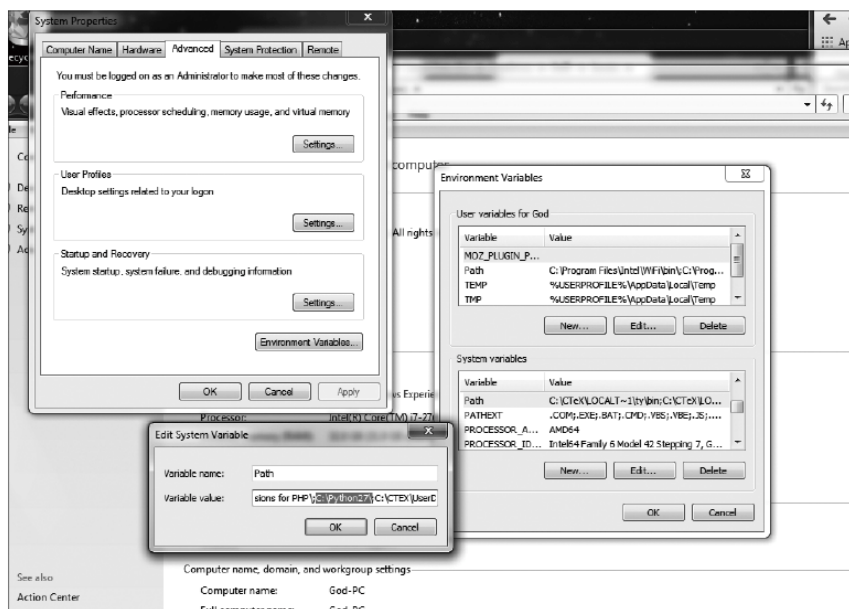 System Properties
Computer Name Hardware Advanced System Protection Remote
You must be logged on as an Administrator to make most of these changes.
Performance
Visual effects, processor scheduling, memory usage, and virtual memory
Settings...
User Profiles
Desktop settings related to your logon
Settings...
Startup and Recovery
System startup, system failure, and debugging information
Settings...
Environment Variables...
OK Cancel Apply
computer
All rights
Environment Variables
User variables for God
Variable Value
MOZ_PLUGIN_P...
Path C:\Program Files\Intel\WiFi\bin\;C:\Prog...
TEMP %USERPROFILE%\AppData\Local\Temp
TMP %USERPROFILE%\AppData\Local\Temp
New... Edit... Delete
System variables
Variable Value
Path C:\CTeX\LOCALT~1\ty\bin;C:\CTeX\LO...
PATHEXT .COM;.EXE;.BAT;.CMD;.VBS;.VBE;.JS;....
PROCESSOR_A... AMD64
PROCESSOR_ID... Intel64 Family 6 Model 42 Stepping 7, G...
New... Edit... Delete
OK Cancel
Processor: Intel(R) Core(TM) i7-27
Edit System Variable
Variable name: Path
Variable value: sions for PHP\;C:\Python27\;C:\CTEX\UserD
OK Cancel
See also
Action Center
Computer name, domain, and workgroup settings
Computer name: God-PC
Full computer name: God-PC